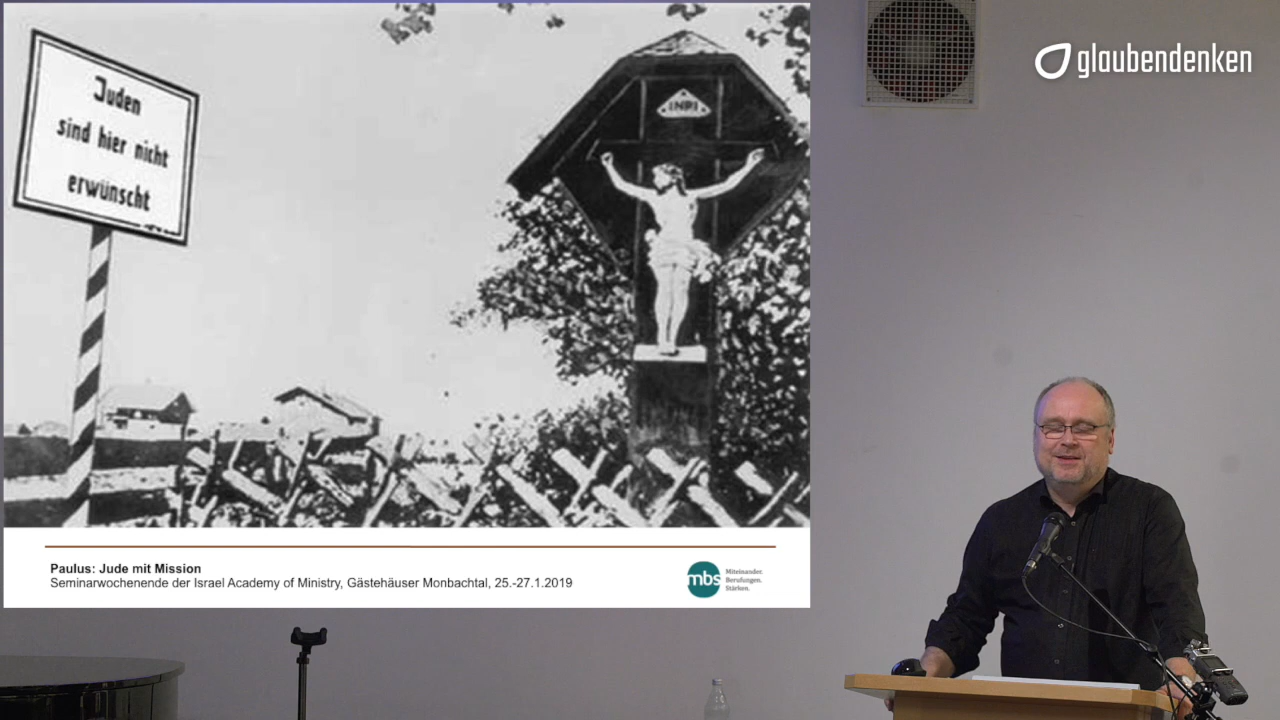 Juden
sind hier nicht
erwünscht
INRI
glaubendenken
Paulus: Jude mit Mission
Seminarwochenende der Israel Academy of Ministry, Gästehäuser Monbachtal, 25.-27.1.2019
mbs
Miteinander.
Berufungen.
Stärken.